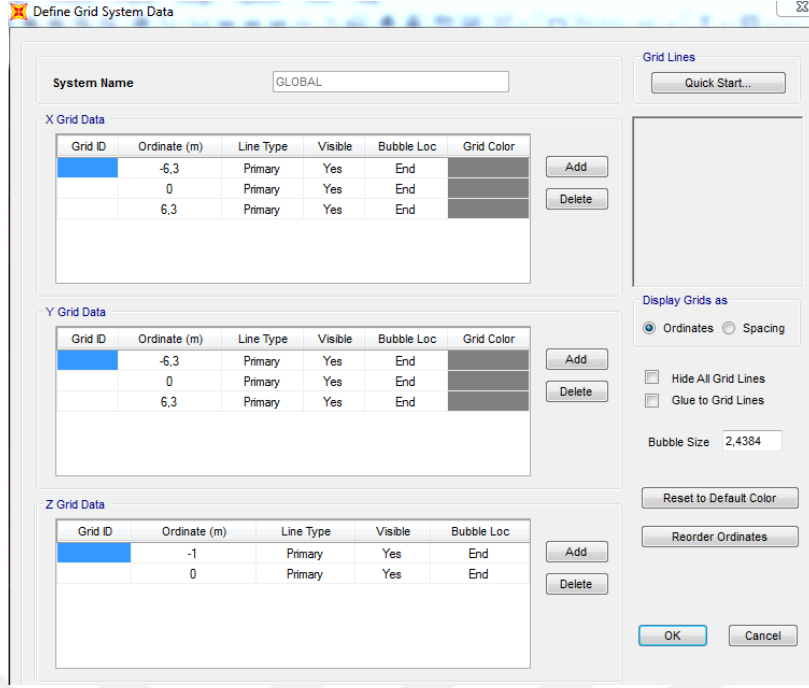 Define Grid System Data
System Name GLOBAL
Grid Lines
Quick Start...
X Grid Data
Grid ID Ordinate (m) Line Type Visible Bubble Loc Grid Color
-6,3 Primary Yes End
0 Primary Yes End
6,3 Primary Yes End
Add
Delete
Y Grid Data
Grid ID Ordinate (m) Line Type Visible Bubble Loc Grid Color
-6,3 Primary Yes End
0 Primary Yes End
6,3 Primary Yes End
Add
Delete
Display Grids as
Ordinates Spacing
Hide All Grid Lines
Glue to Grid Lines
Bubble Size 2,4384
Z Grid Data
Grid ID Ordinate (m) Line Type Visible Bubble Loc
-1 Primary Yes End
0 Primary Yes End
Add
Delete
Reset to Default Color
Reorder Ordinates
OK Cancel